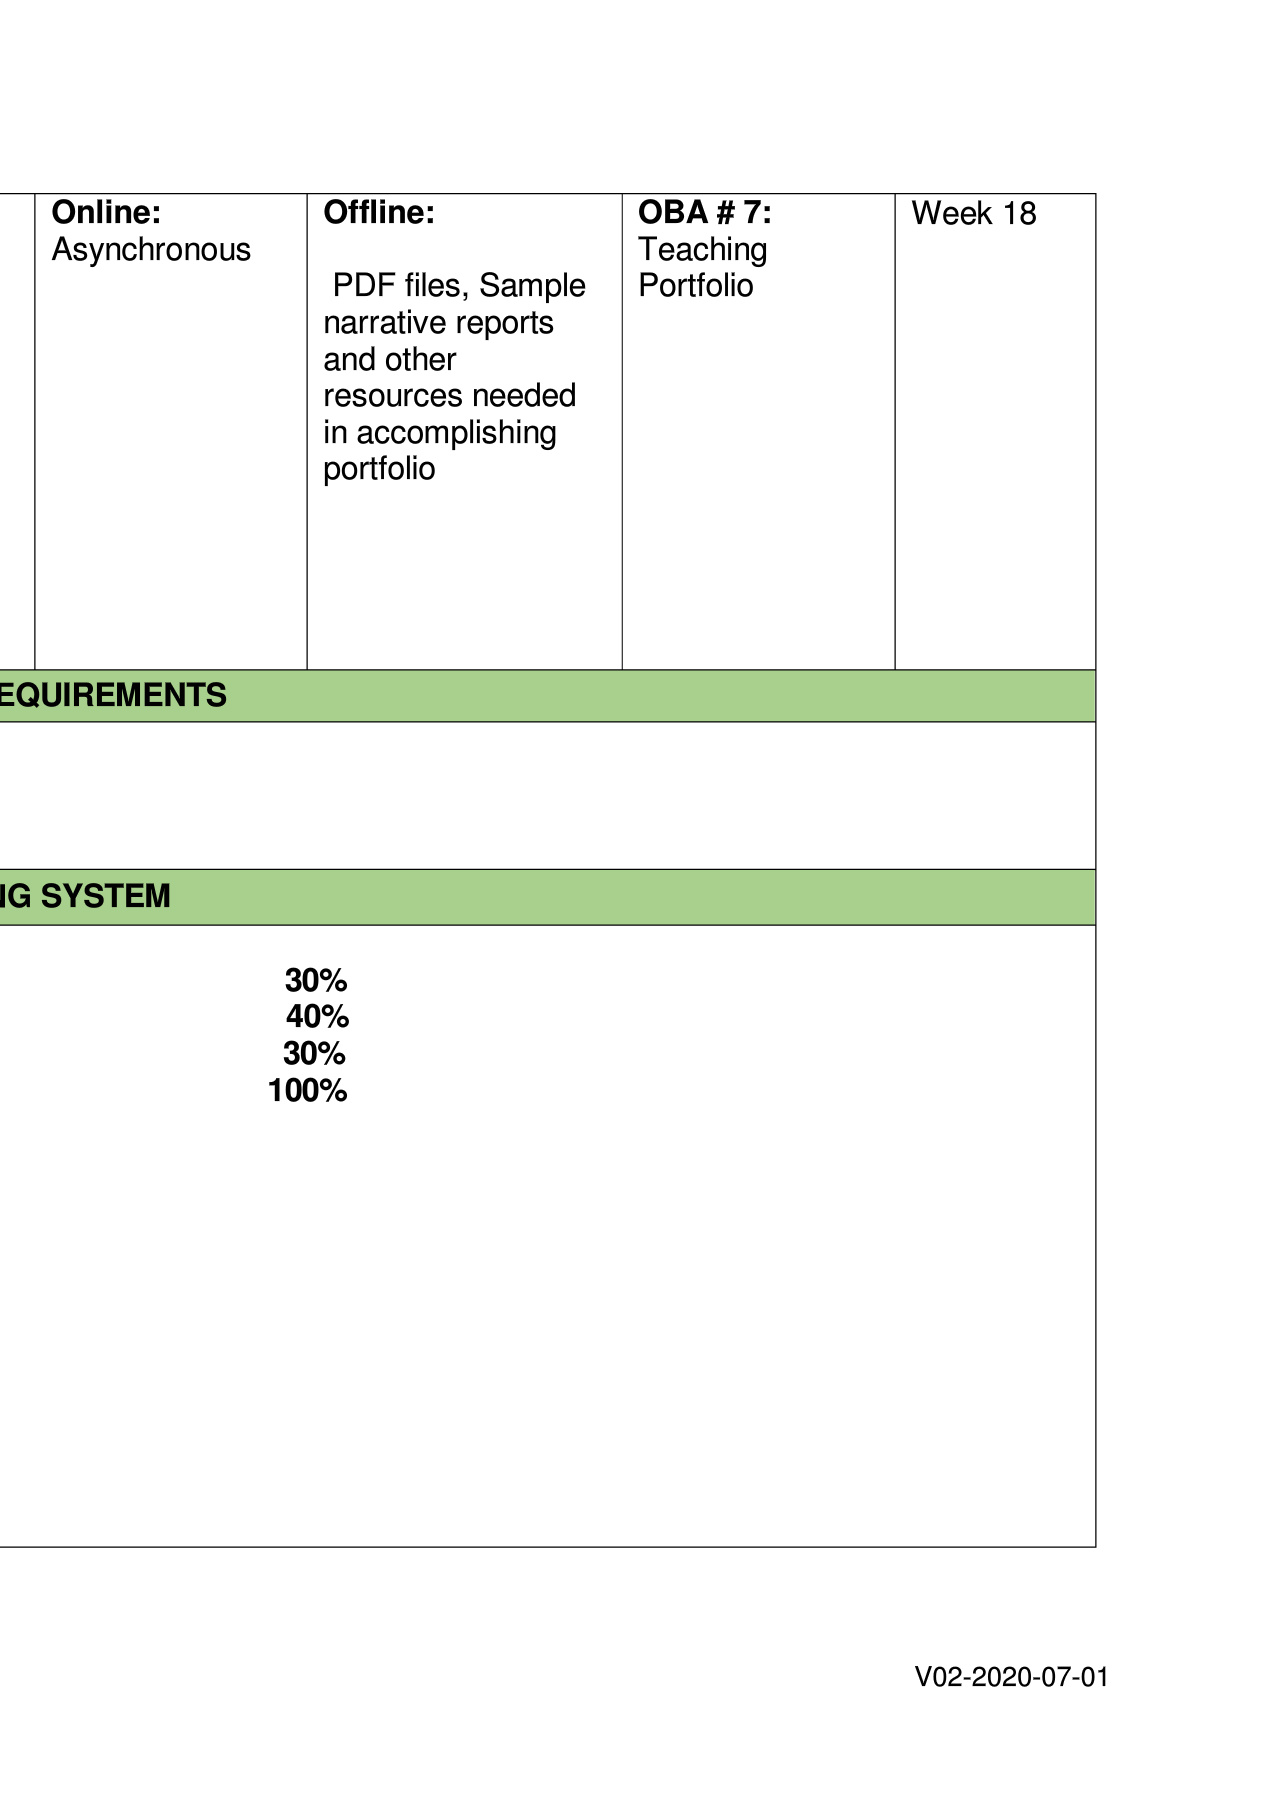 Online:
Asynchronous
Offline:
PDF files, Sample
narrative reports
and other
resources needed
in accomplishing
portfolio
OBA # 7:
Teaching
Portfolio
Week 18
EQUIREMENTS
NG SYSTEM
30%
40%
30%
100%
V02-2020-07-01